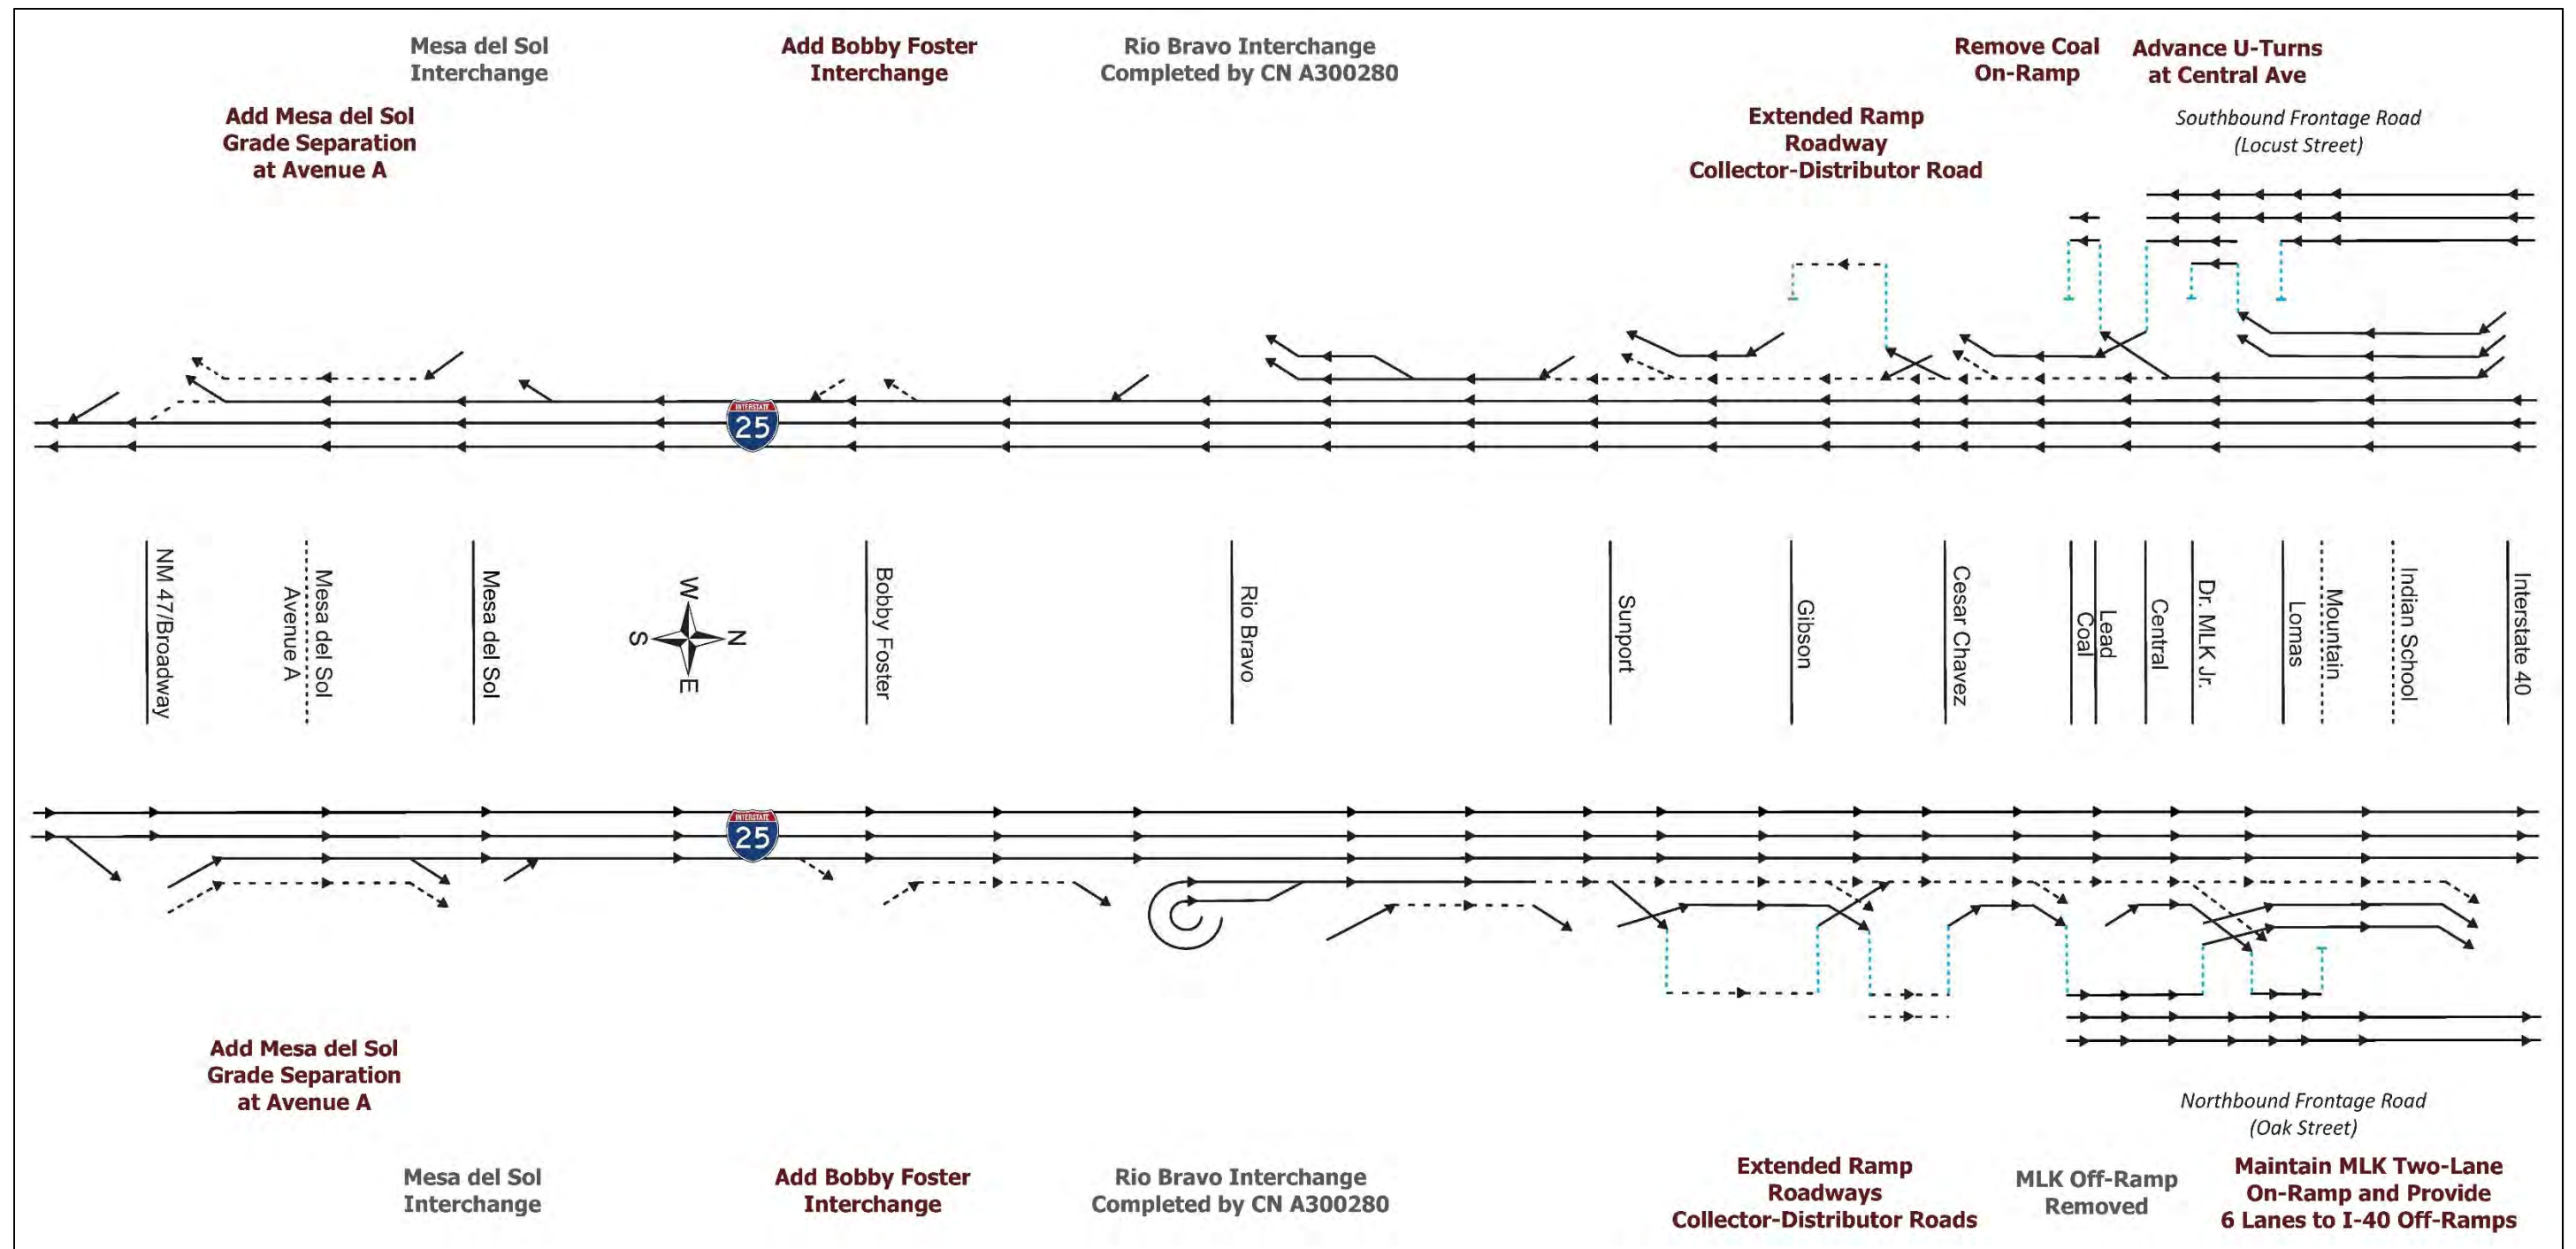 Mesa del Sol
Interchange
Add Bobby Foster
Interchange
Rio Bravo Interchange
Completed by CN A300280
Remove Coal
On-Ramp
Advance U-Turns
at Central Ave
Add Mesa del Sol
Grade Separation
at Avenue A
Extended Ramp
Roadway
Collector-Distributor Road
Southbound Frontage Road
(Locust Street)
INTERSTATE
25
NM 47/Broadway
Mesa del Sol
Avenue A
Mesa del Sol
W
N
S
E
Bobby Foster
Rio Bravo
Sunport
Gibson
Cesar Chavez
Coal
Lead
Central
Dr. MLK Jr.
Lomas
Mountain
Indian School
Interstate 40
INTERSTATE
25
Add Mesa del Sol
Grade Separation
at Avenue A
Northbound Frontage Road
(Oak Street)
Mesa del Sol
Interchange
Add Bobby Foster
Interchange
Rio Bravo Interchange
Completed by CN A300280
Extended Ramp
Roadways
Collector-Distributor Roads
MLK Off-Ramp
Removed
Maintain MLK Two-Lane
On-Ramp and Provide
6 Lanes to I-40 Off-Ramps